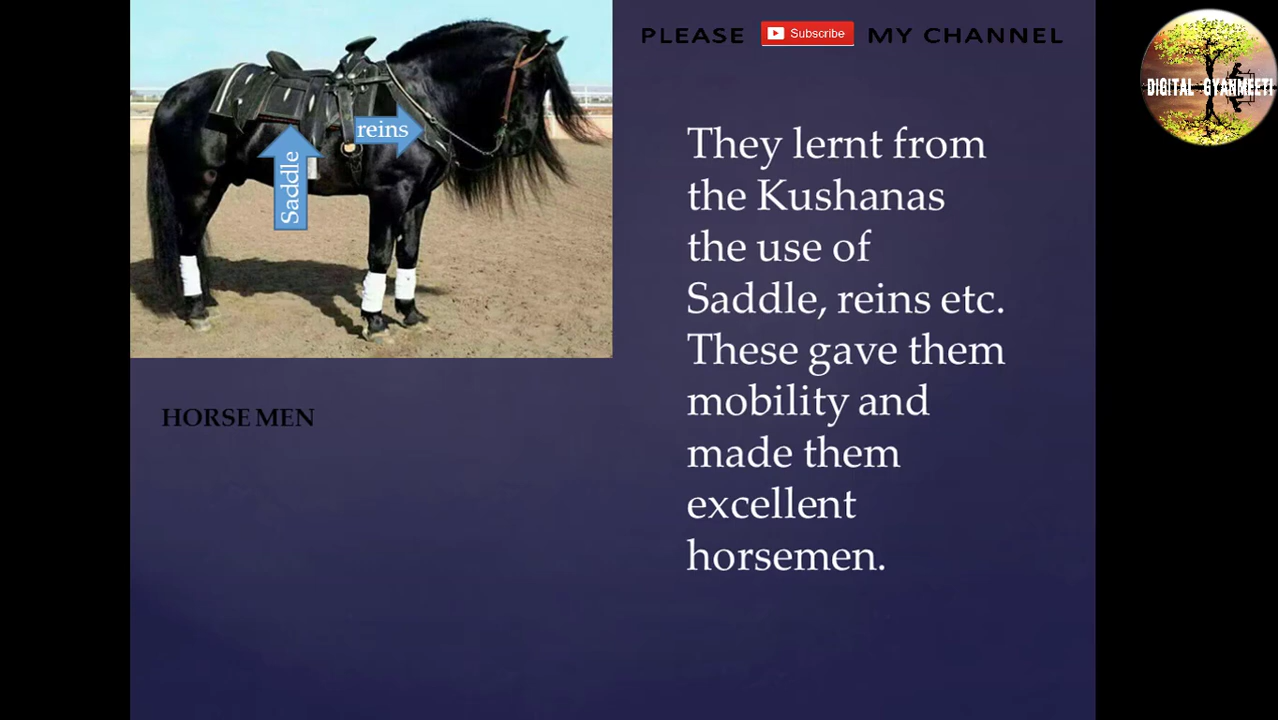 PLEASE Subscribe MY CHANNEL
DIGITAL GYANMEETI
reins
Saddle
They lernt from
the Kushanas
the use of
Saddle, reins etc.
These gave them
mobility and
made them
excellent
horsemen.
HORSE MEN